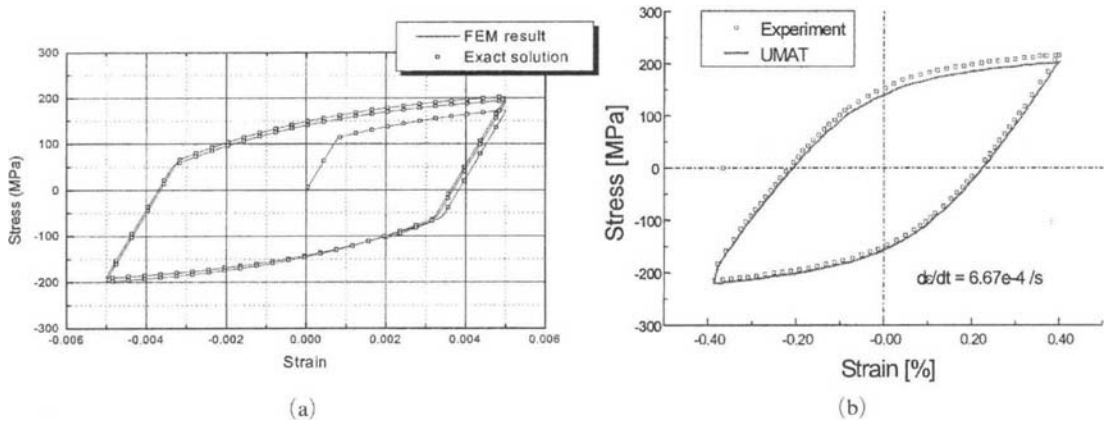 FEM result
Exact solution
300
200
100
0
-100
-200
-300
Stress (MPa)
-0.006
-0.004
-0.002
0.000
0.002
0.004
0.006
Strain
(a)
Experiment
UMAT
300
200
100
0
-100
-200
-300
Stress [MPa]
dε/dt = 6.67e-4 /s
-0.40
-0.20
-0.00
0.20
0.40
Strain [%]
(b)